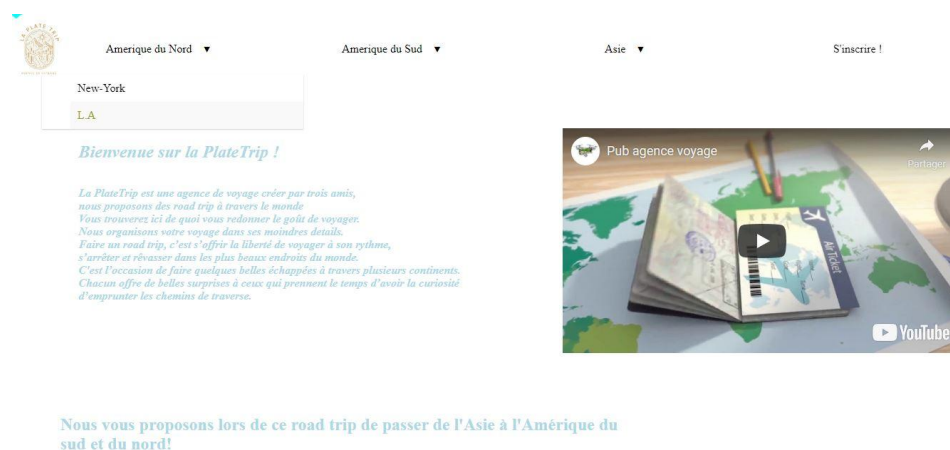 LA PLATE TRIP
Amerique du Nord ▼
Amerique du Sud ▼
Asie ▼
S'inscrire !
New-York
L.A
Bienvenue sur la PlateTrip !
La PlateTrip est une agence de voyage créer par trois amis,
nous proposons des road trip à travers le monde
Vous trouverez ici de quoi vous redonner le goût de voyager.
Nous organisons votre voyage dans ses moindres details.
Faire un road trip, c'est s'offrir la liberté de voyager à son rythme,
s'arrêter et rêvasser dans les plus beaux endroits du monde.
C'est l'occasion de faire quelques belles échappées à travers plusieurs continents.
Chacun offre de belles surprises à ceux qui prennent le temps d'avoir la curiosité
d'emprunter les chemins de traverse.
Pub agence voyage
Partager
Air Ticket
YouTube
Nous vous proposons lors de ce road trip de passer de l'Asie à l'Amérique du
sud et du nord!